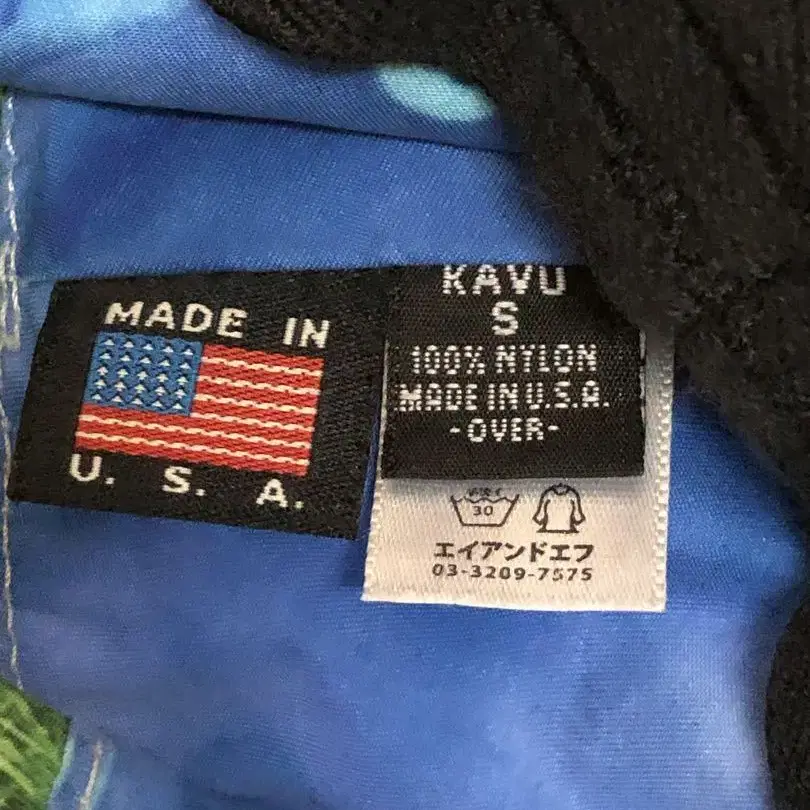 MADE IN
U. S. A.
KAVU
S
100% NYLON
MADE IN U.S.A.
-OVER-
30
エイアンドエフ
03-3209-7575